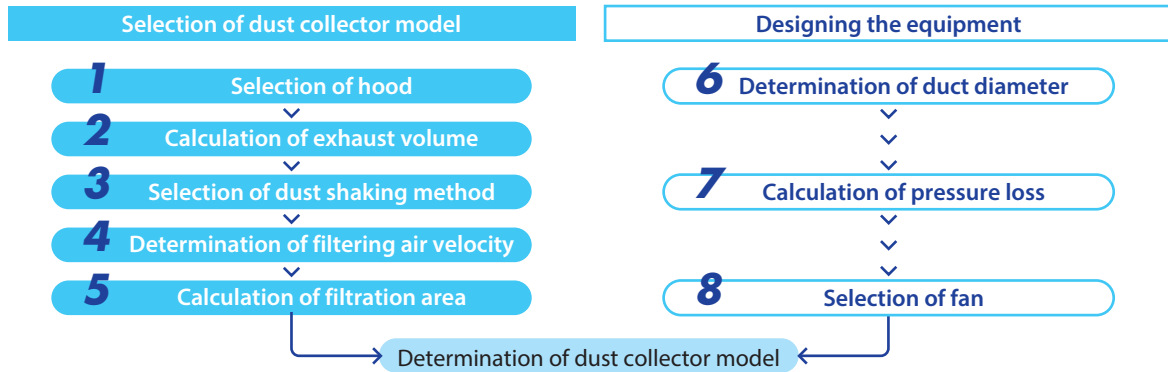 Selection of dust collector model
1 Selection of hood
2 Calculation of exhaust volume
3 Selection of dust shaking method
4 Determination of filtering air velocity
5 Calculation of filtration area
Designing the equipment
6 Determination of duct diameter
7 Calculation of pressure loss
8 Selection of fan
Determination of dust collector model